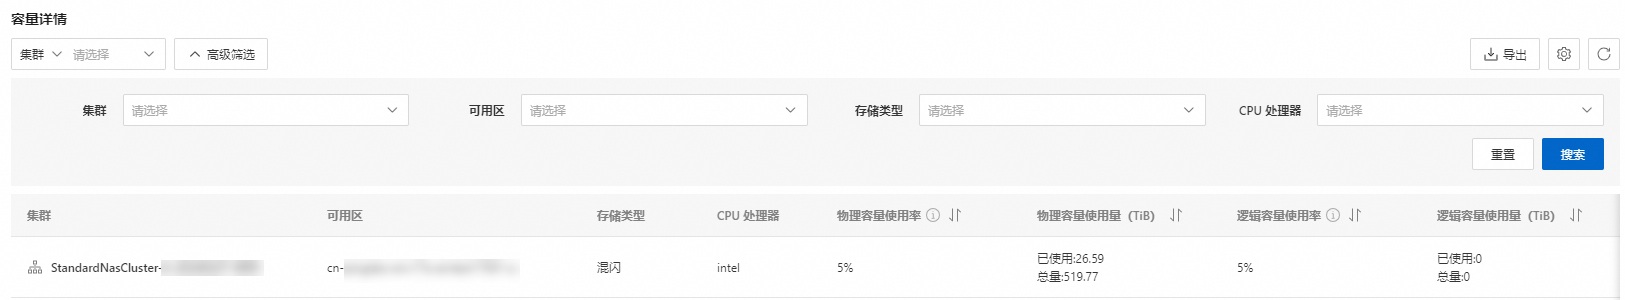 容量详情
集群 请选择 高级筛选 导出
集群 请选择 可用区 请选择 存储类型 请选择 CPU 处理器 请选择
重置 搜索
集群 可用区 存储类型 CPU 处理器 物理容量使用率 物理容量使用量（TiB） 逻辑容量使用率 逻辑容量使用量（TiB）
StandardNasCluster- cn- 混闪 intel 5% 已使用:26.59 5% 已使用:0
总量:519.77 总量:0